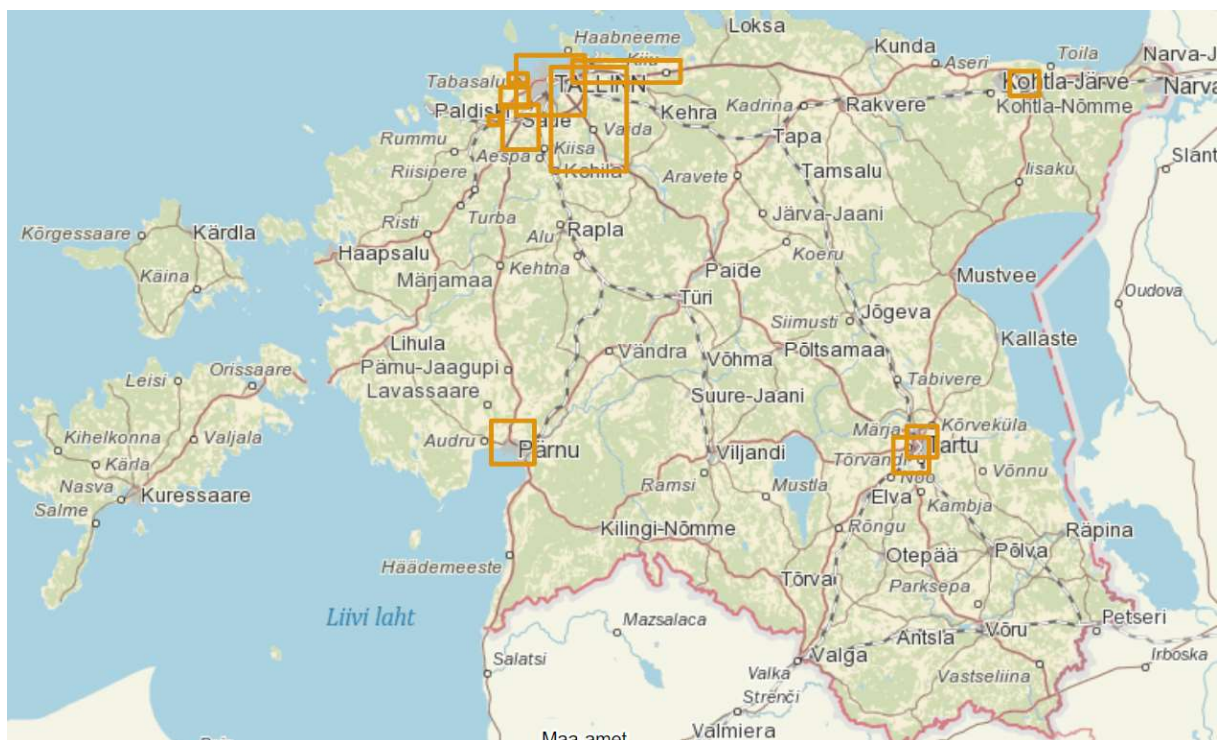 Loksa
Haabneeme
Kunda
Toila
Narva-J
Aseri
Kiiu
Tabasalu
TALLINN
Kohtla-Järve
Narva
Paldiski
Kehra
Kadrina
Rakvere
Kohtla-Nõmme
Saue
Vaida
Rummu
Tapa
Kiisa
Aespa
Slänt
Riisipere
Kohila
Aravete
Tamsalu
Iisaku
Turba
Järva-Jaani
Risti
Kõrgessaare
Kärdla
Alu
Rapla
Haapsalu
Koeru
Käina
Märjamaa
Kehtna
Paide
Mustvee
Oudova
Türi
Jõgeva
Siimusti
Kallaste
Lihula
Vändra
Võhma
Põltsamaa
Pärnu-Jaagupi
Leisi
Orissaare
Tabivere
Lavassaare
Suure-Jaani
Kihelkonna
Valjala
Audru
Pärnu
Märja
Kõrveküla
Tartu
Viljandi
Tõrvandi
Kärla
Võnnu
Nasva
Kuressaare
Ramsi
Mustla
Nõo
Elva
Kambja
Salme
Kilingi-Nõmme
Rõngu
Räpina
Otepää
Põlva
Häädemeeste
Tõrva
Parksepa
Liivi laht
Mazsalaca
Petseri
Antsla
Võru
Salatsi
Valka
Valga
Irboska
Vastseliina
Strenči
Valmiera
Maa-amet